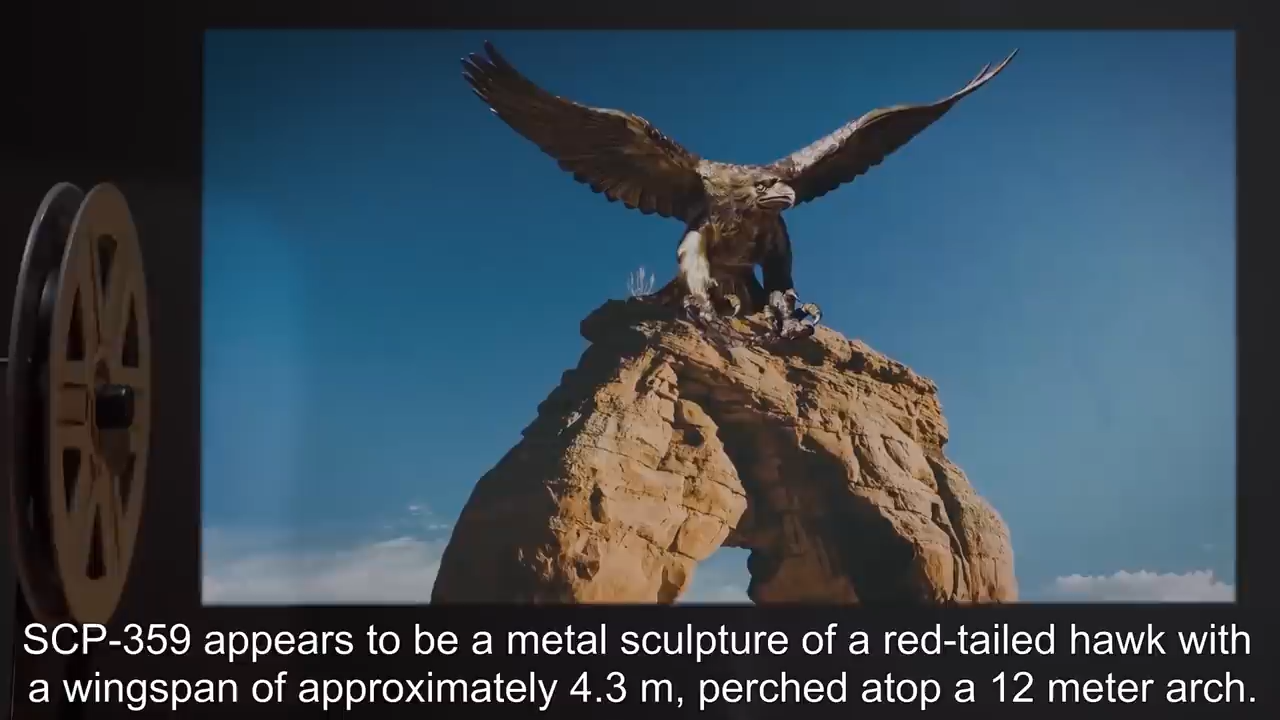 SCP-359 appears to be a metal sculpture of a red-tailed hawk with
a wingspan of approximately 4.3 m, perched atop a 12 meter arch.